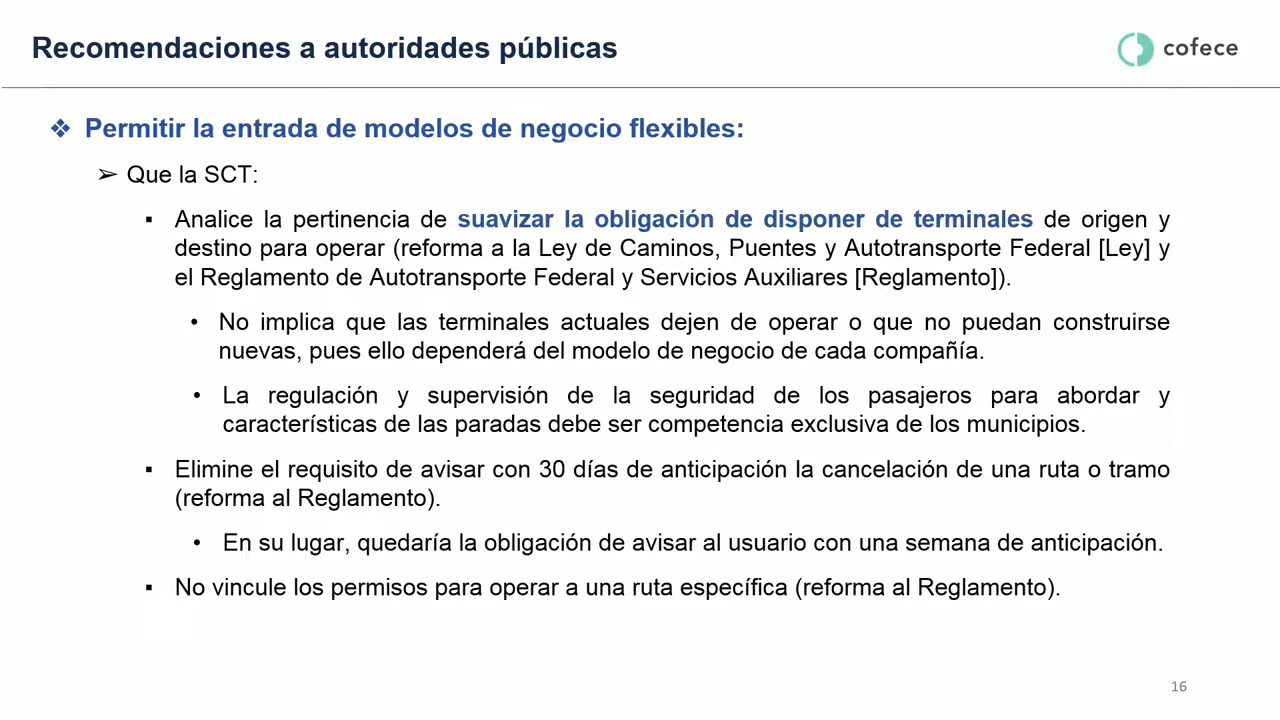 Recomendaciones a autoridades públicas
cofece
❖ Permitir la entrada de modelos de negocio flexibles:
➢ Que la SCT:
▪ Analice la pertinencia de suavizar la obligación de disponer de terminales de origen y
destino para operar (reforma a la Ley de Caminos, Puentes y Autotransporte Federal [Ley] y
el Reglamento de Autotransporte Federal y Servicios Auxiliares [Reglamento]).
• No implica que las terminales actuales dejen de operar o que no puedan construirse
nuevas, pues ello dependerá del modelo de negocio de cada compañía.
• La regulación y supervisión de la seguridad de los pasajeros para abordar y
características de las paradas debe ser competencia exclusiva de los municipios.
▪ Elimine el requisito de avisar con 30 días de anticipación la cancelación de una ruta o tramo
(reforma al Reglamento).
• En su lugar, quedaría la obligación de avisar al usuario con una semana de anticipación.
▪ No vincule los permisos para operar a una ruta específica (reforma al Reglamento).
16